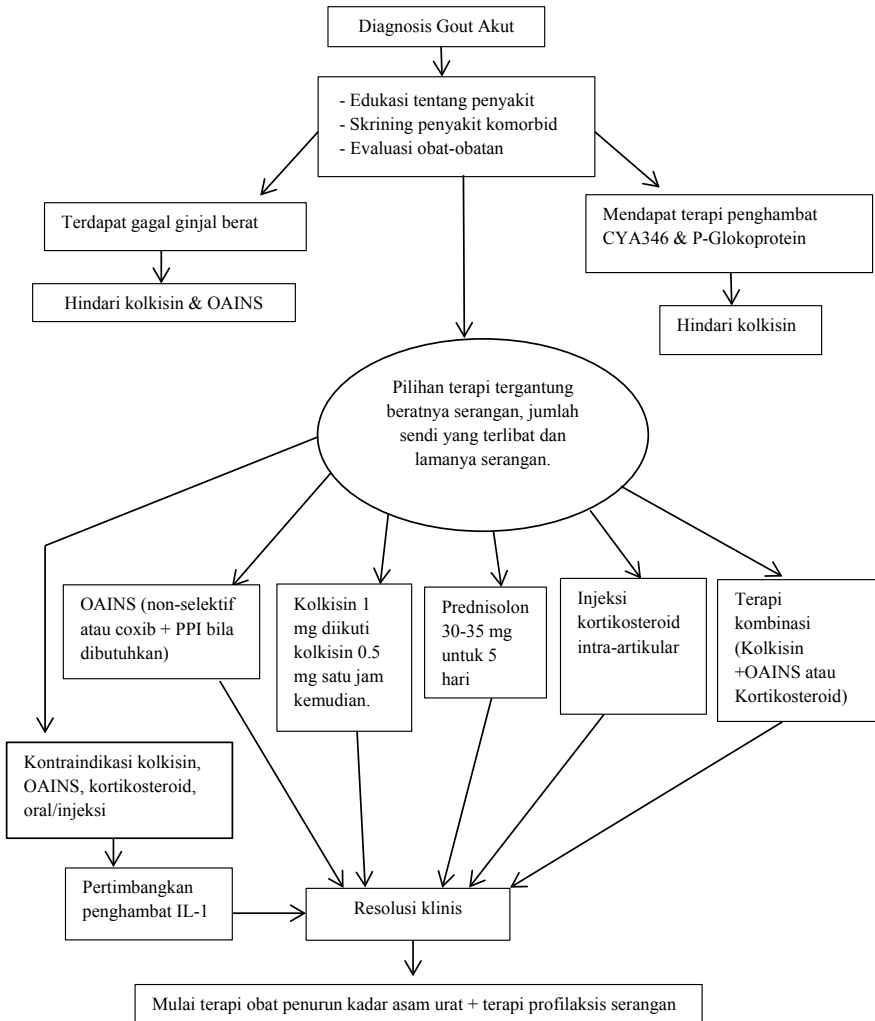 Diagnosis Gout Akut
- Edukasi tentang penyakit
- Skrining penyakit komorbid
- Evaluasi obat-obatan
Terdapat gagal ginjal berat
Mendapat terapi penghambat
CYA346 & P-Glokoprotein
Hindari kolkisin & OAINS
Hindari kolkisin
Pilihan terapi tergantung
beratnya serangan, jumlah
sendi yang terlibat dan
lamanya serangan.
OAINS (non-selektif
atau coxib + PPI bila
dibutuhkan)
Kolkisin 1
mg diikuti
kolkisin 0.5
mg satu jam
kemudian.
Prednisolon
30-35 mg
untuk 5
hari
Injeksi
kortikosteroid
intra-artikular
Terapi
kombinasi
(Kolkisin
+OAINS atau
Kortikosteroid)
Kontraindikasi kolkisin,
OAINS, kortikosteroid,
oral/injeksi
Pertimbangkan
penghambat IL-1
Resolusi klinis
Mulai terapi obat penurun kadar asam urat + terapi profilaksis serangan